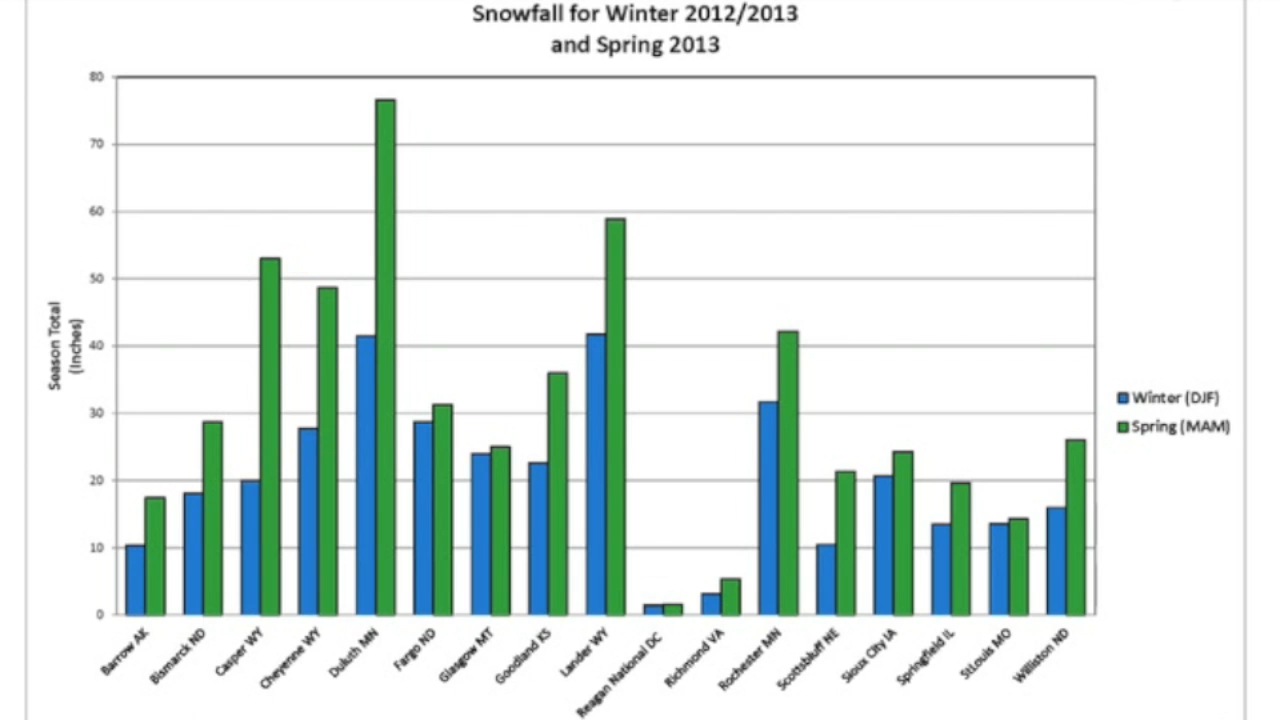 Snowfall for Winter 2012/2013
and Spring 2013
80
70
60
50
40
30
20
10
0
Season Total
(Inches)
Winter (DJF)
Spring (MAM)
Barrow AK
Bismarck ND
Casper WY
Cheyenne WY
Duluth MN
Fargo ND
Glasgow MT
Goodland KS
Lander WY
Reagan National DC
Richmond VA
Rochester MN
Scottsbluff NE
Sioux City IA
Springfield IL
StLouis MO
Williston ND